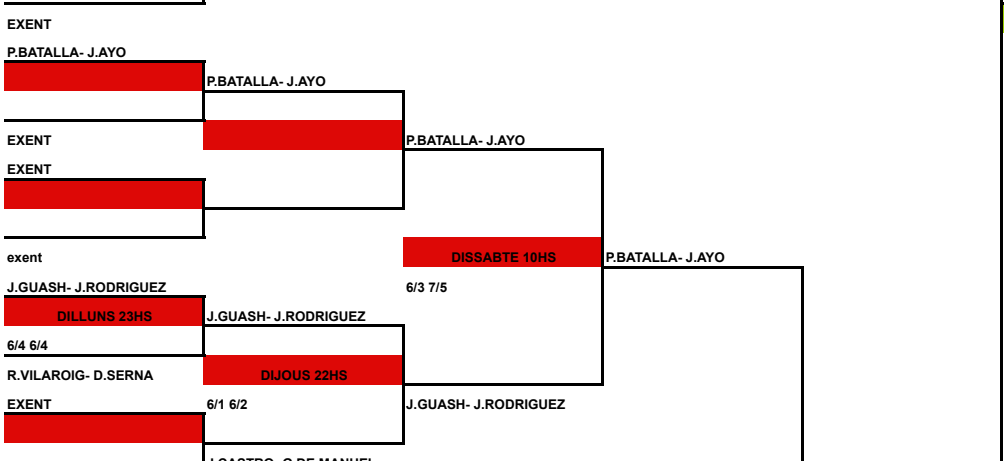 EXENT
P.BATALLA- J.AYO
P.BATALLA- J.AYO
EXENT
P.BATALLA- J.AYO
EXENT
exent
DISSABTE 10HS
P.BATALLA- J.AYO
J.GUASH- J.RODRIGUEZ
6/3 7/5
DILLUNS 23HS
J.GUASH- J.RODRIGUEZ
6/4 6/4
R.VILAROIG- D.SERNA
DIJOUS 22HS
EXENT
6/1 6/2
J.GUASH- J.RODRIGUEZ